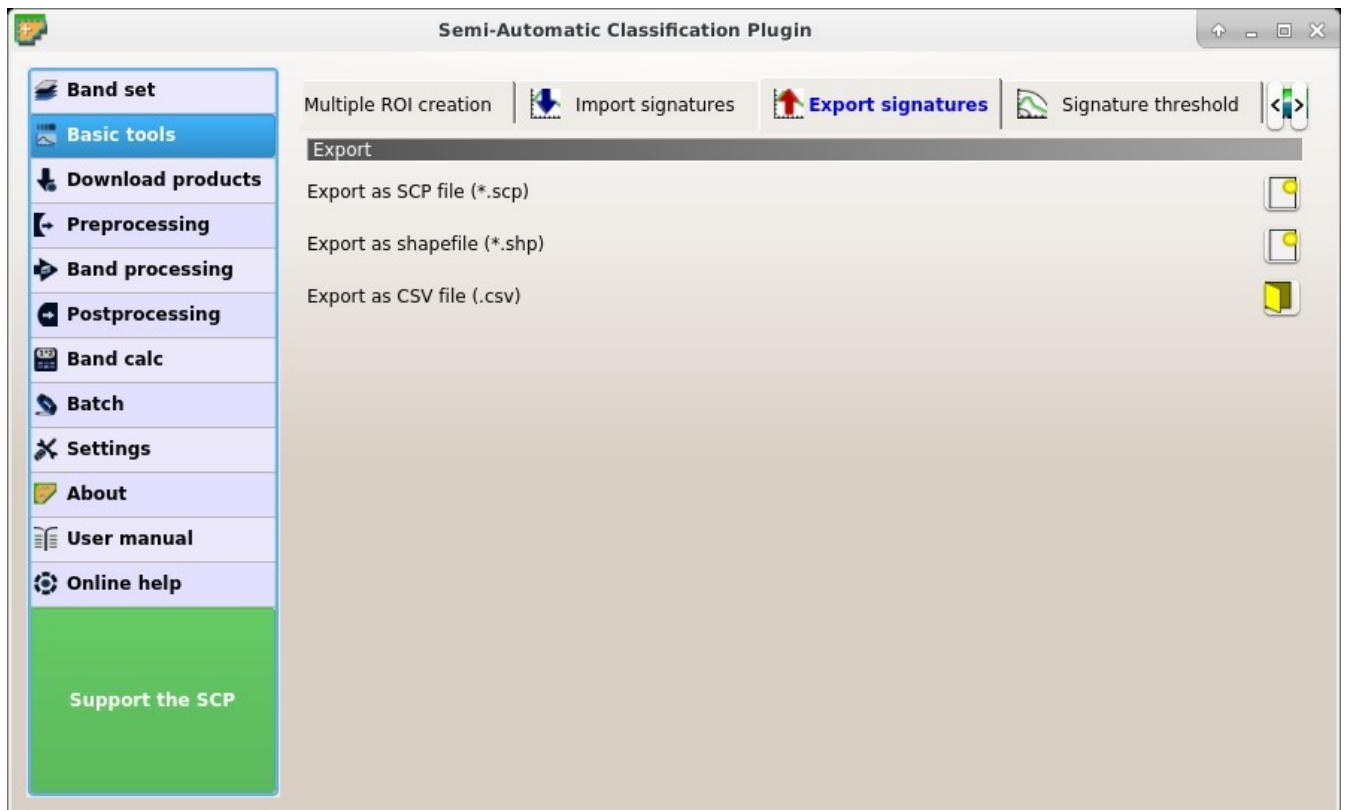 Semi-Automatic Classification Plugin
Band set
Basic tools
Download products
Preprocessing
Band processing
Postprocessing
Band calc
Batch
Settings
About
User manual
Online help
Support the SCP
Multiple ROI creation Import signatures Export signatures Signature threshold
Export
Export as SCP file (*.scp)
Export as shapefile (*.shp)
Export as CSV file (.csv)